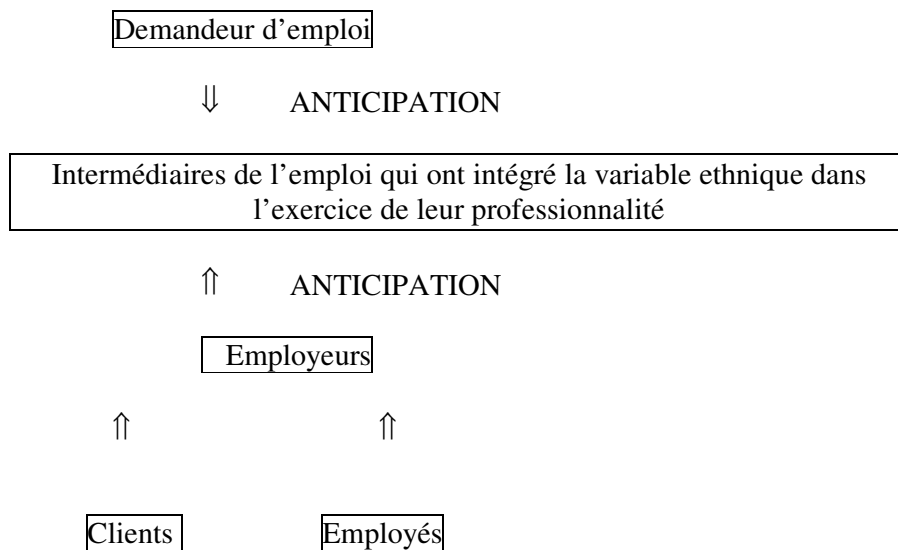 Demandeur d’emploi
⇓ ANTICIPATION
Intermédiaires de l’emploi qui ont intégré la variable ethnique dans
l’exercice de leur professionnalité
⇑ ANTICIPATION
Employeurs
⇑ ⇑
Clients Employés